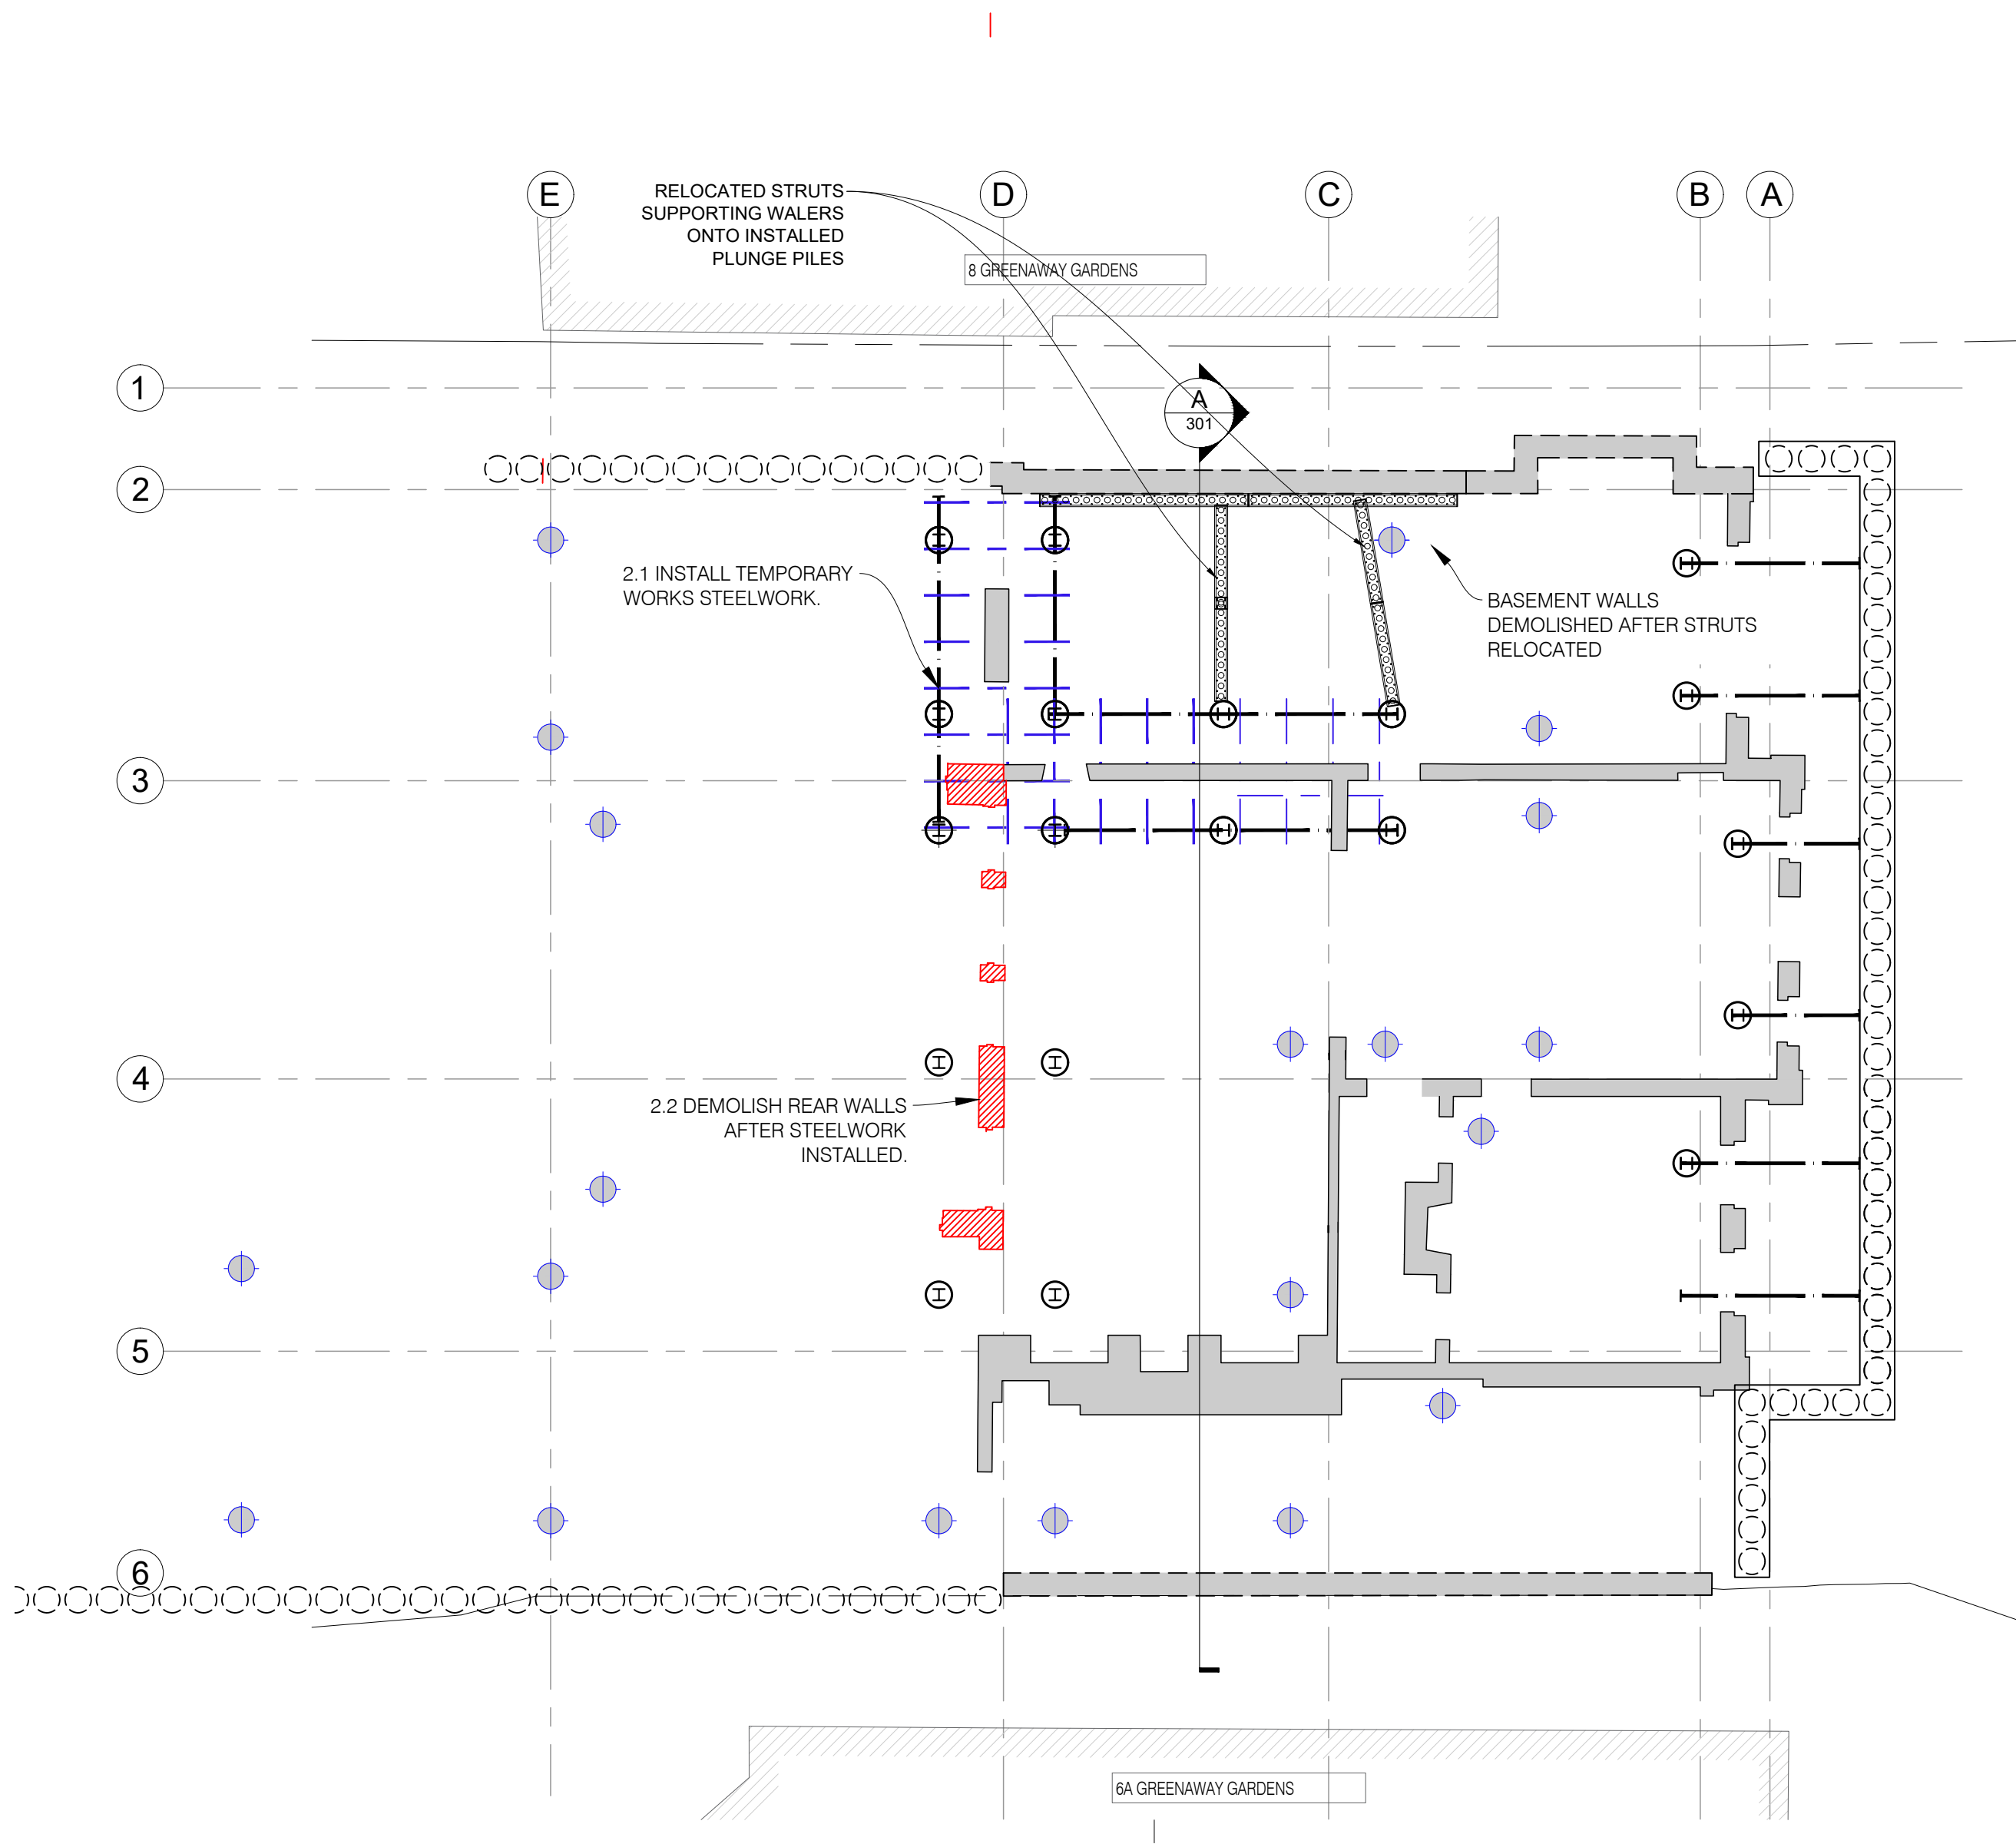 E
D
C
B
A
RELOCATED STRUTS
SUPPORTING WALERS
ONTO INSTALLED
PLUNGE PILES
8 GREENAWAY GARDENS
1
A
301
2
2.1 INSTALL TEMPORARY
WORKS STEELWORK.
BASEMENT WALLS
DEMOLISHED AFTER STRUTS
RELOCATED
3
4
2.2 DEMOLISH REAR WALLS
AFTER STEELWORK
INSTALLED.
5
6
6A GREENAWAY GARDENS